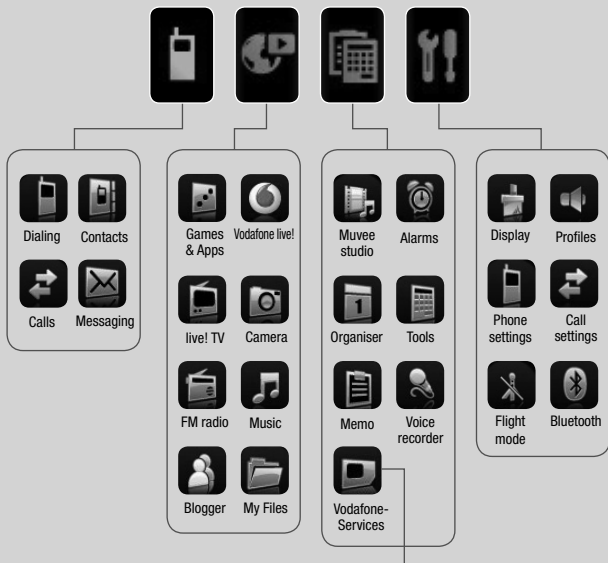 Dialing
Contacts
Calls
Messaging
Games
& Apps
Vodafone live!
live! TV
Camera
FM radio
Music
Blogger
My Files
Muvee
studio
Alarms
1
Organiser
Tools
Memo
Voice
recorder
Vodafone-
Services
Display
Profiles
Phone
settings
Call
settings
Flight
mode
Bluetooth